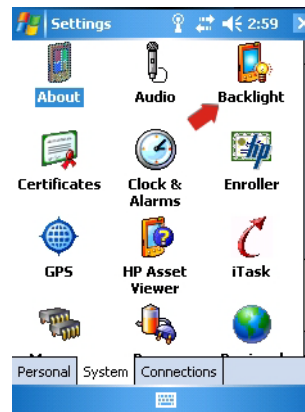 Settings 2:59
About Audio Backlight
Certificates Clock & Alarms Enroller
GPS HP Asset Viewer iTask
Personal System Connections